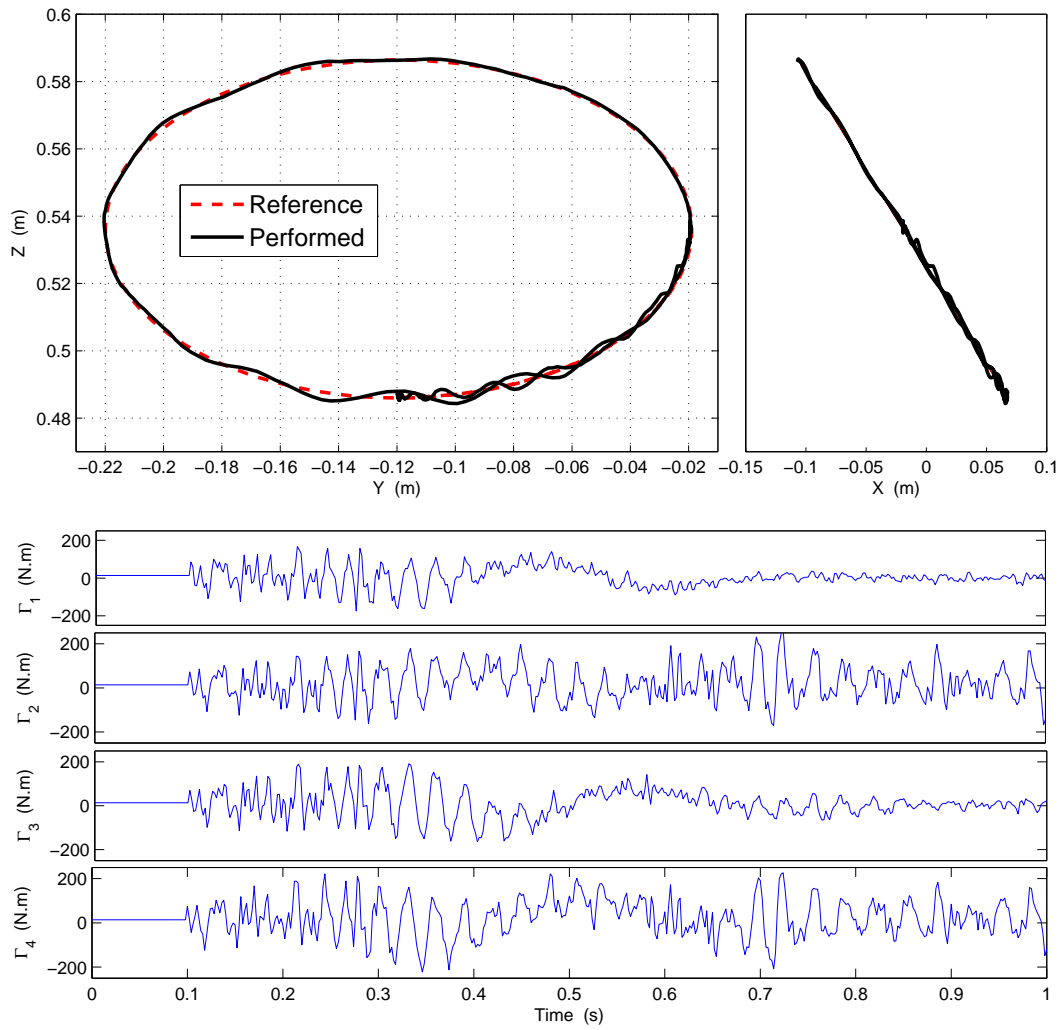 0.6
0.58
0.56
0.54
0.52
0.5
0.48
Z (m)
Reference
Performed
−0.22 −0.2 −0.18 −0.16 −0.14 −0.12 −0.1 −0.08 −0.06 −0.04 −0.02
Y (m)
−0.15 −0.1 −0.05 0 0.05 0.1
X (m)
200
0
−200
Γ1 (N.m)
200
0
−200
Γ2 (N.m)
200
0
−200
Γ3 (N.m)
200
0
−200
Γ4 (N.m)
0 0.1 0.2 0.3 0.4 0.5 0.6 0.7 0.8 0.9 1
Time (s)